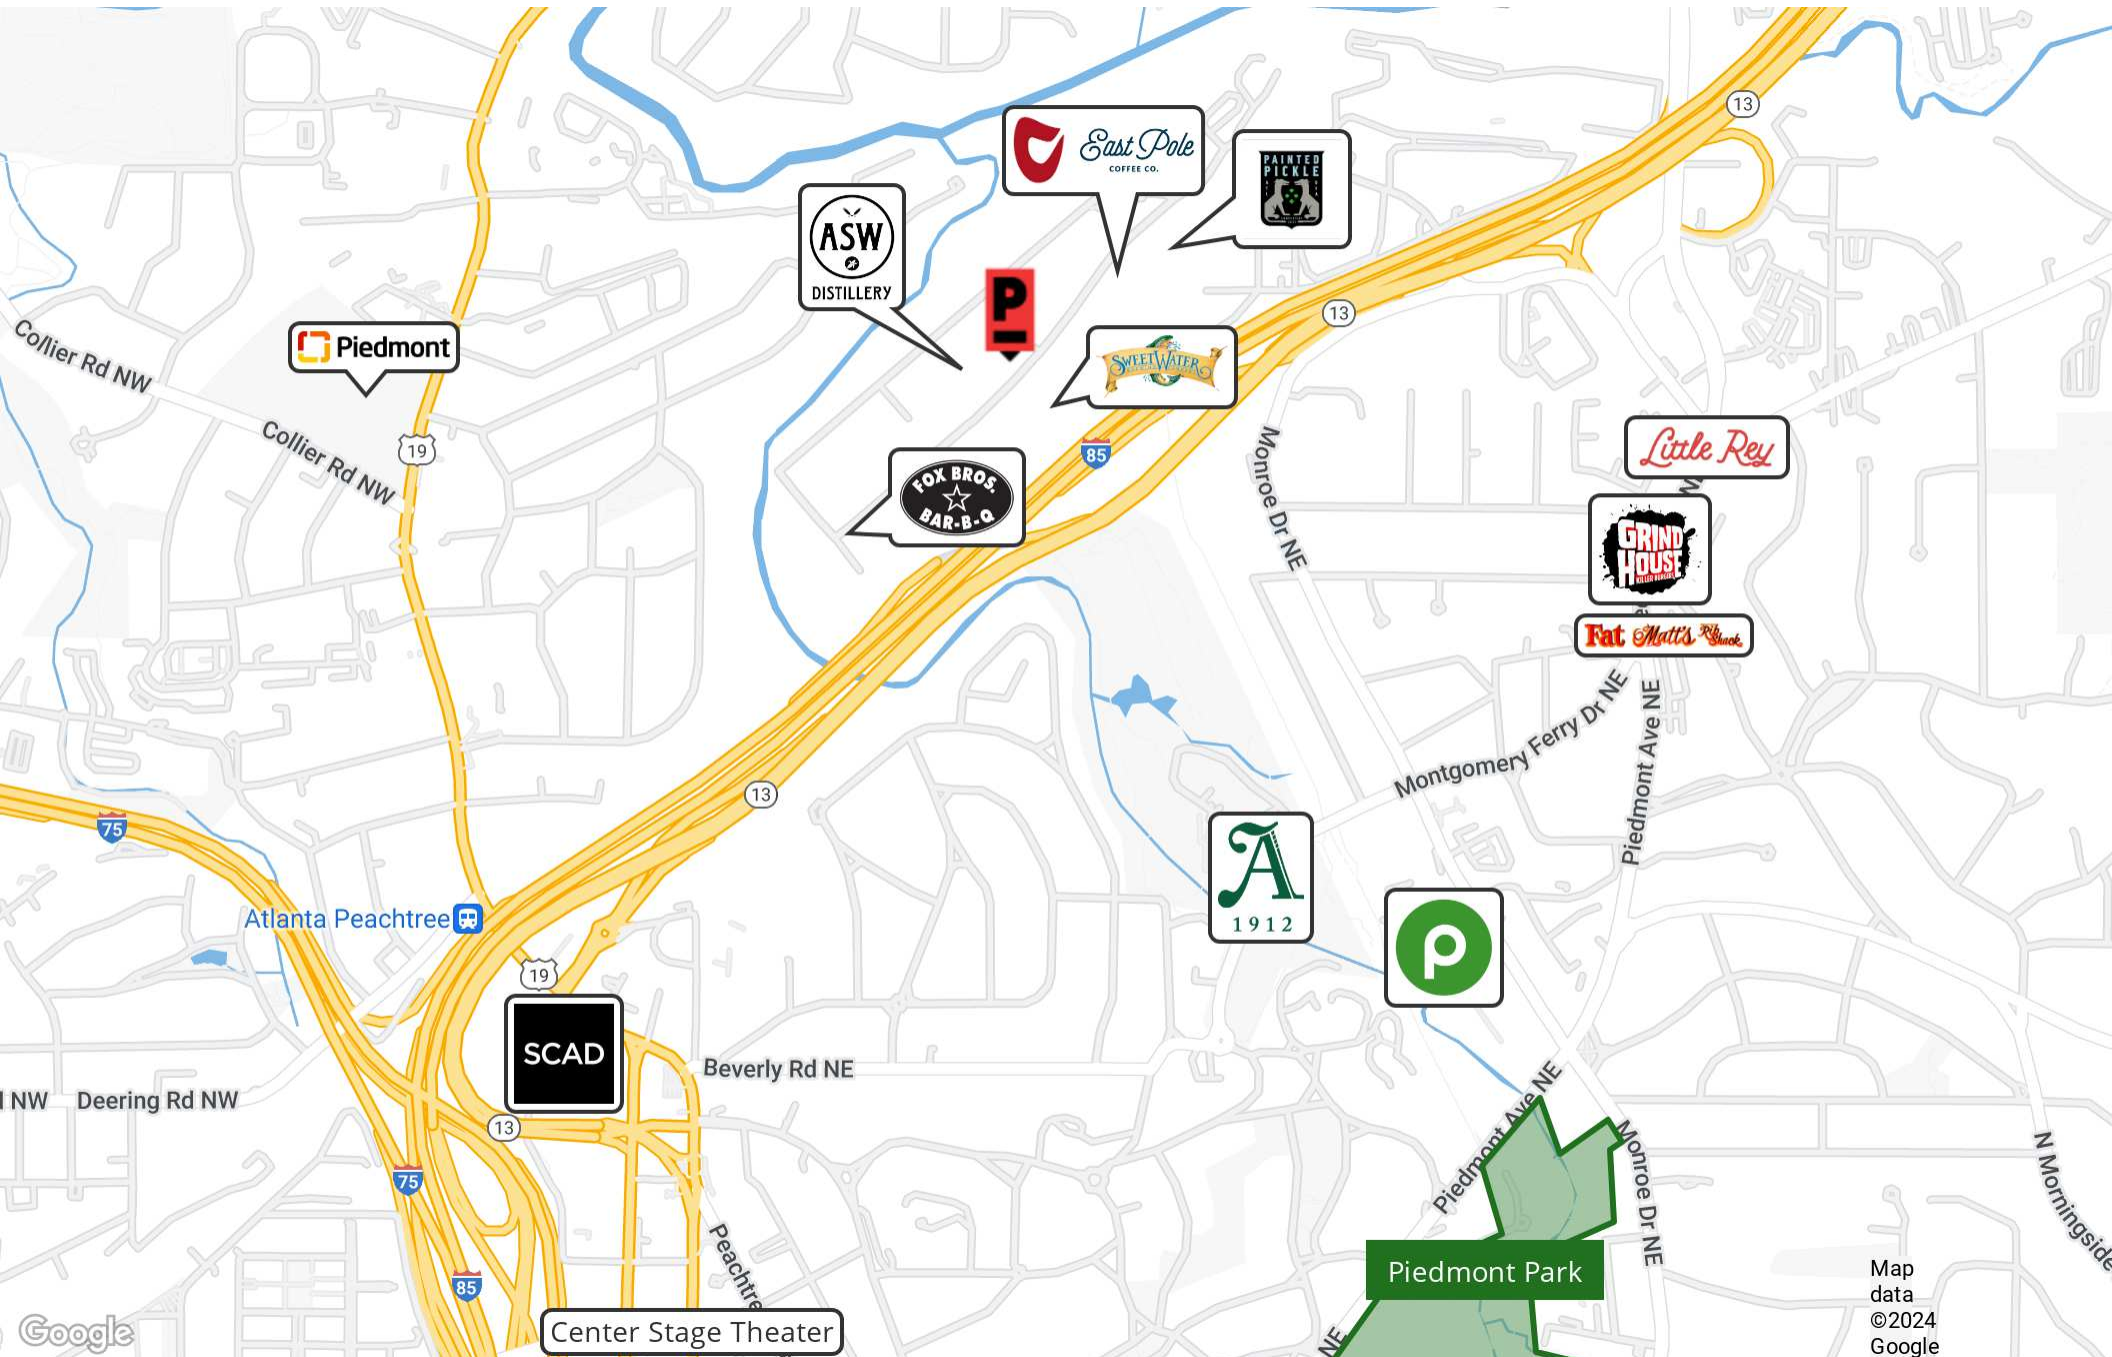 13
East Pole
COFFEE CO.
PAINTED
PICKLE
ASW
DISTILLERY
P
13
Collier Rd NW
Piedmont
SWEETWATER
Collier Rd NW
19
85
Monroe Dr NE
Little Rey
FOX BROS.
BAR-B-Q
GRIND
HOUSE
KILLER BURGERS
Fat Matt's Rib Shack
Montgomery Ferry Dr NE
Piedmont Ave NE
13
75
A
1912
Atlanta Peachtree
P
19
SCAD
Beverly Rd NE
NW
Deering Rd NW
13
Piedmont Ave NE
Monroe Dr NE
N Morningside
75
Peachtre
85
Piedmont Park
Map
data
©2024
Google
Google
Center Stage Theater
NE